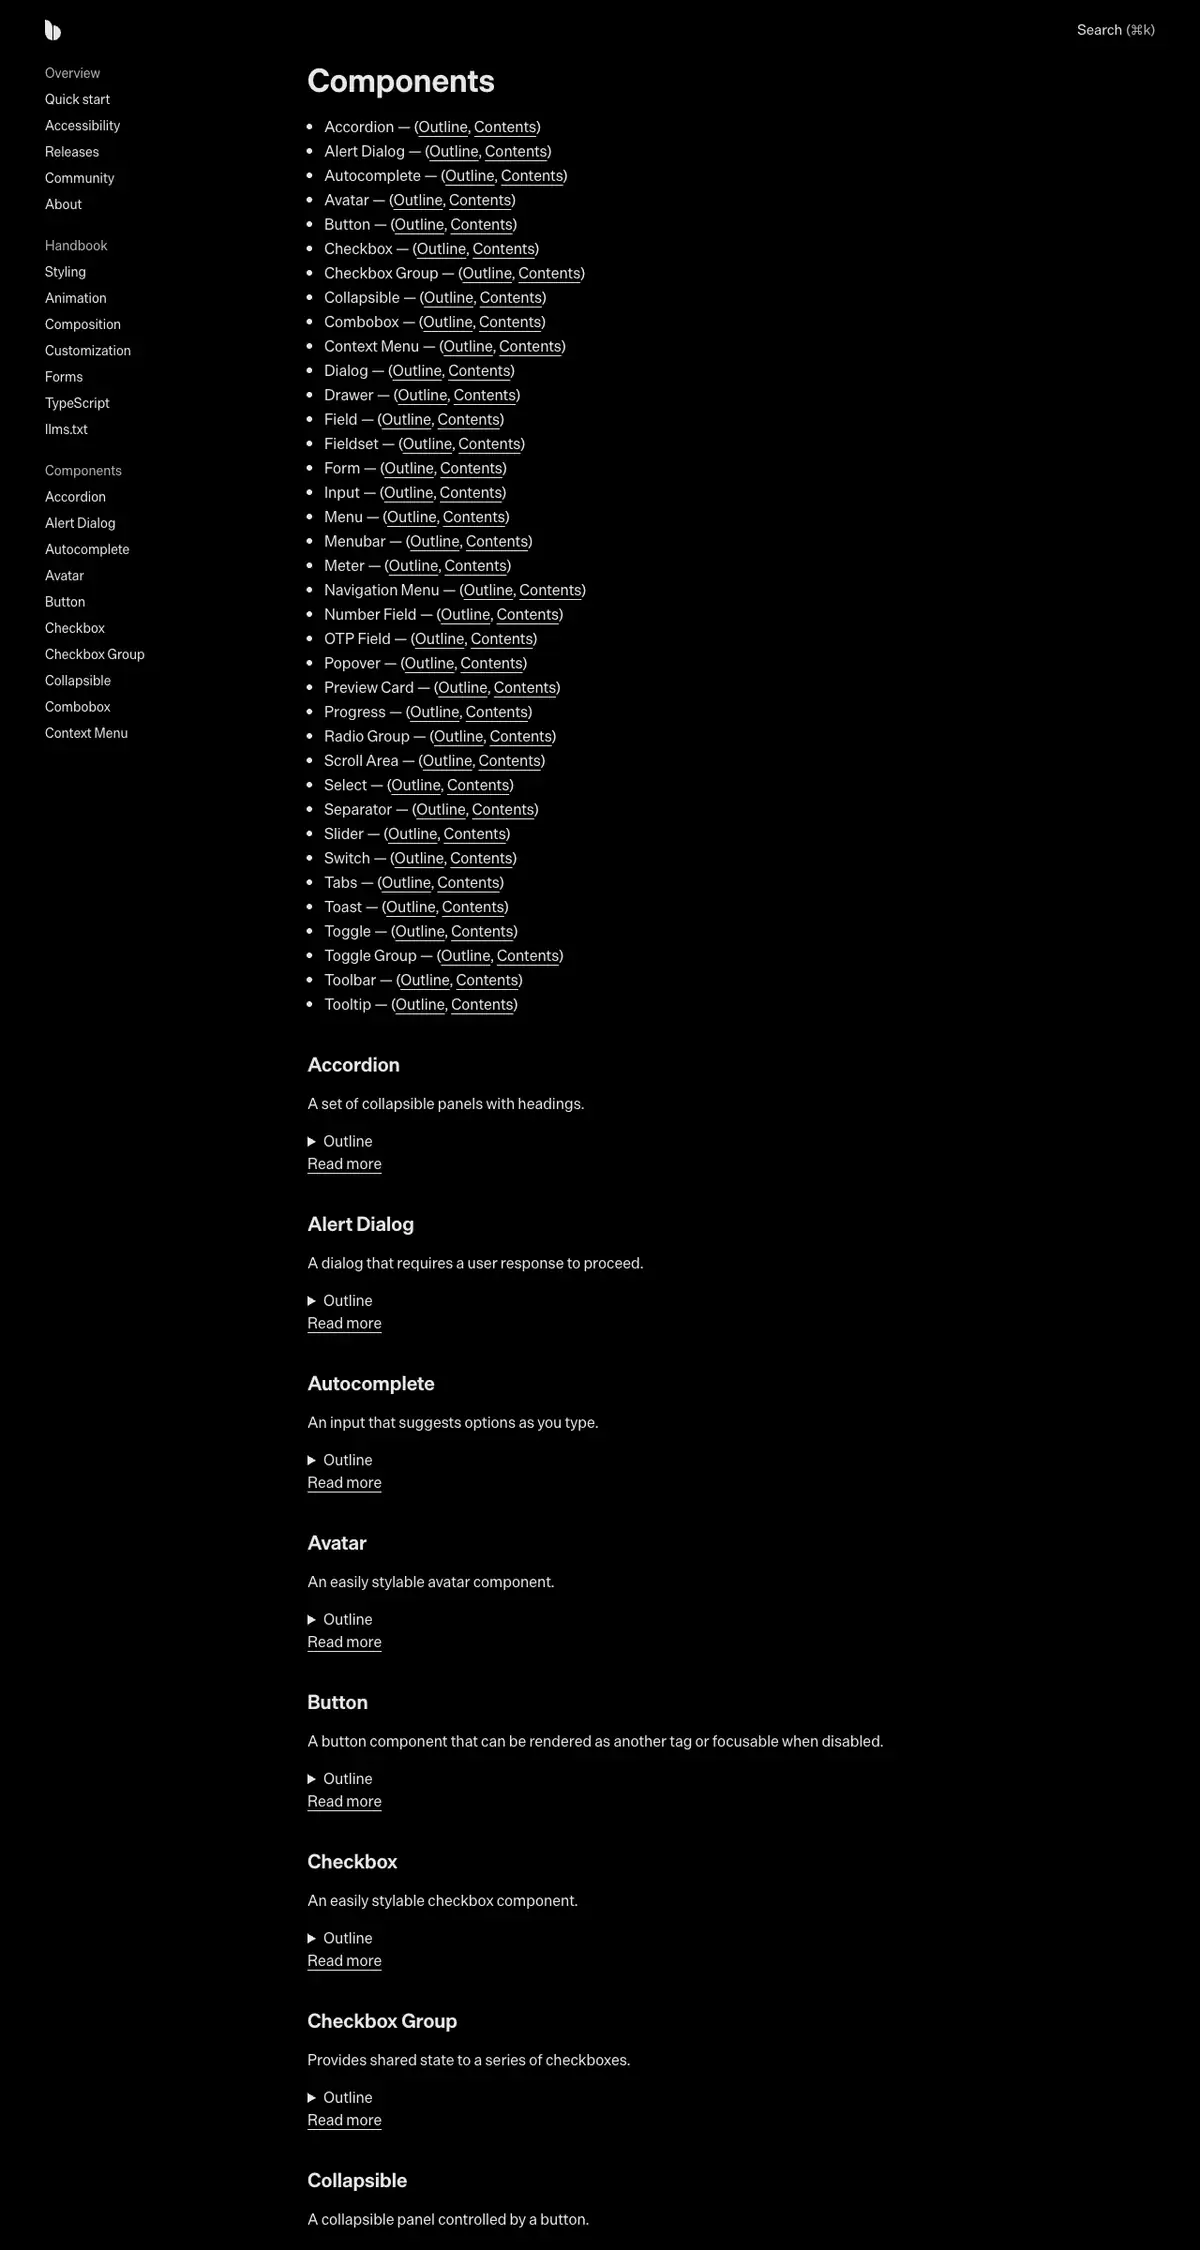 Search (⌘k)
Overview
Quick start
Accessibility
Releases
Community
About
Handbook
Styling
Animation
Composition
Customization
Forms
TypeScript
llms.txt
Components
Accordion
Alert Dialog
Autocomplete
Avatar
Button
Checkbox
Checkbox Group
Collapsible
Combobox
Context Menu
Components
• Accordion — (Outline, Contents)
• Alert Dialog — (Outline, Contents)
• Autocomplete — (Outline, Contents)
• Avatar — (Outline, Contents)
• Button — (Outline, Contents)
• Checkbox — (Outline, Contents)
• Checkbox Group — (Outline, Contents)
• Collapsible — (Outline, Contents)
• Combobox — (Outline, Contents)
• Context Menu — (Outline, Contents)
• Dialog — (Outline, Contents)
• Drawer — (Outline, Contents)
• Field — (Outline, Contents)
• Fieldset — (Outline, Contents)
• Form — (Outline, Contents)
• Input — (Outline, Contents)
• Menu — (Outline, Contents)
• Menubar — (Outline, Contents)
• Meter — (Outline, Contents)
• Navigation Menu — (Outline, Contents)
• Number Field — (Outline, Contents)
• OTP Field — (Outline, Contents)
• Popover — (Outline, Contents)
• Preview Card — (Outline, Contents)
• Progress — (Outline, Contents)
• Radio Group — (Outline, Contents)
• Scroll Area — (Outline, Contents)
• Select — (Outline, Contents)
• Separator — (Outline, Contents)
• Slider — (Outline, Contents)
• Switch — (Outline, Contents)
• Tabs — (Outline, Contents)
• Toast — (Outline, Contents)
• Toggle — (Outline, Contents)
• Toggle Group — (Outline, Contents)
• Toolbar — (Outline, Contents)
• Tooltip — (Outline, Contents)
Accordion
A set of collapsible panels with headings.
▶ Outline
Read more
Alert Dialog
A dialog that requires a user response to proceed.
▶ Outline
Read more
Autocomplete
An input that suggests options as you type.
▶ Outline
Read more
Avatar
An easily stylable avatar component.
▶ Outline
Read more
Button
A button component that can be rendered as another tag or focusable when disabled.
▶ Outline
Read more
Checkbox
An easily stylable checkbox component.
▶ Outline
Read more
Checkbox Group
Provides shared state to a series of checkboxes.
▶ Outline
Read more
Collapsible
A collapsible panel controlled by a button.